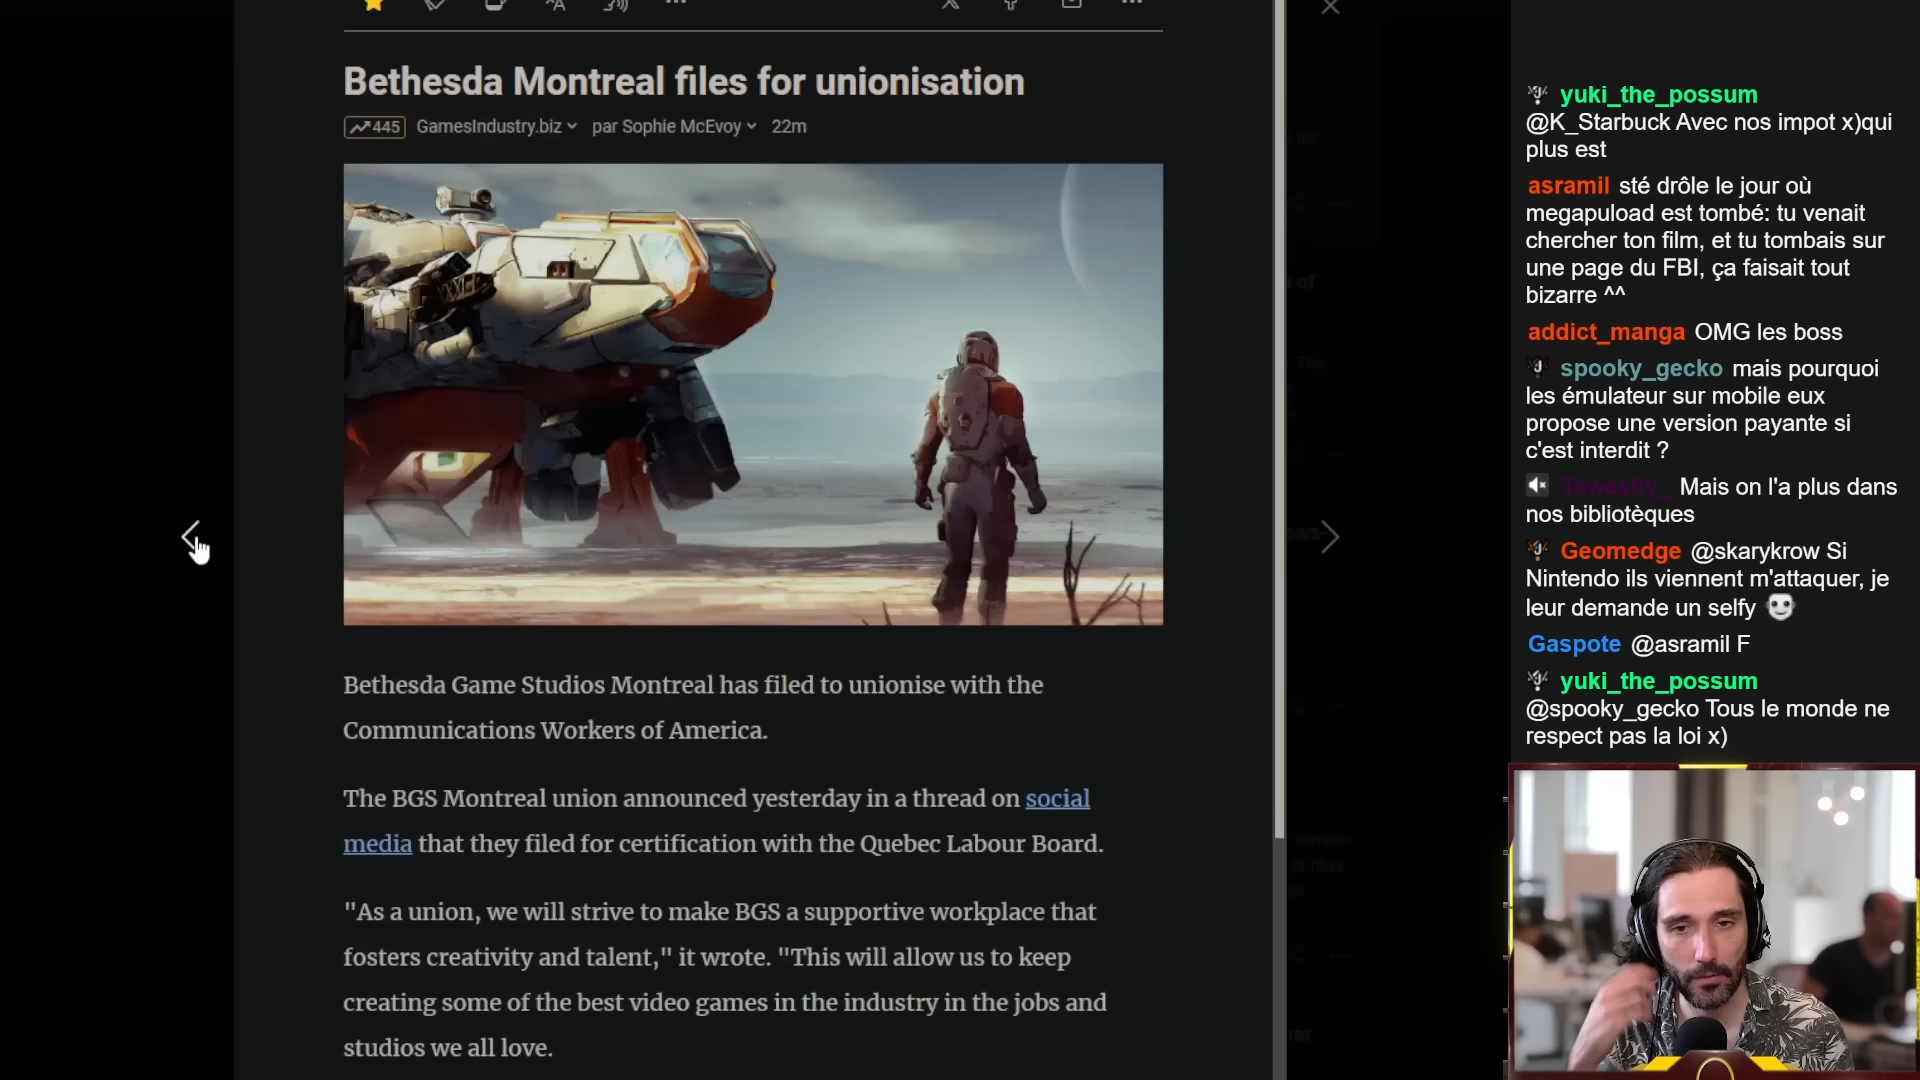 Bethesda Montreal files for unionisation
445 GamesIndustry.biz par Sophie McEvoy 22m
Bethesda Game Studios Montreal has filed to unionise with the
Communications Workers of America.
The BGS Montreal union announced yesterday in a thread on social
media that they filed for certification with the Quebec Labour Board.
"As a union, we will strive to make BGS a supportive workplace that
fosters creativity and talent," it wrote. "This will allow us to keep
creating some of the best video games in the industry in the jobs and
studios we all love.
yuki_the_possum
@K_Starbuck Avec nos impot x)qui
plus est
asramil sté drôle le jour où
megapuload est tombé: tu venait
chercher ton film, et tu tombais sur
une page du FBI, ça faisait tout
bizarre ^^
addict_manga OMG les boss
spooky_gecko mais pourquoi
les émulateur sur mobile eux
propose une version payante si
c'est interdit ?
Tawashy_ Mais on l'a plus dans
nos bibliotèques
Geomedge @skarykrow Si
Nintendo ils viennent m'attaquer, je
leur demande un selfy
Gaspote @asramil F
yuki_the_possum
@spooky_gecko Tous le monde ne
respect pas la loi x)